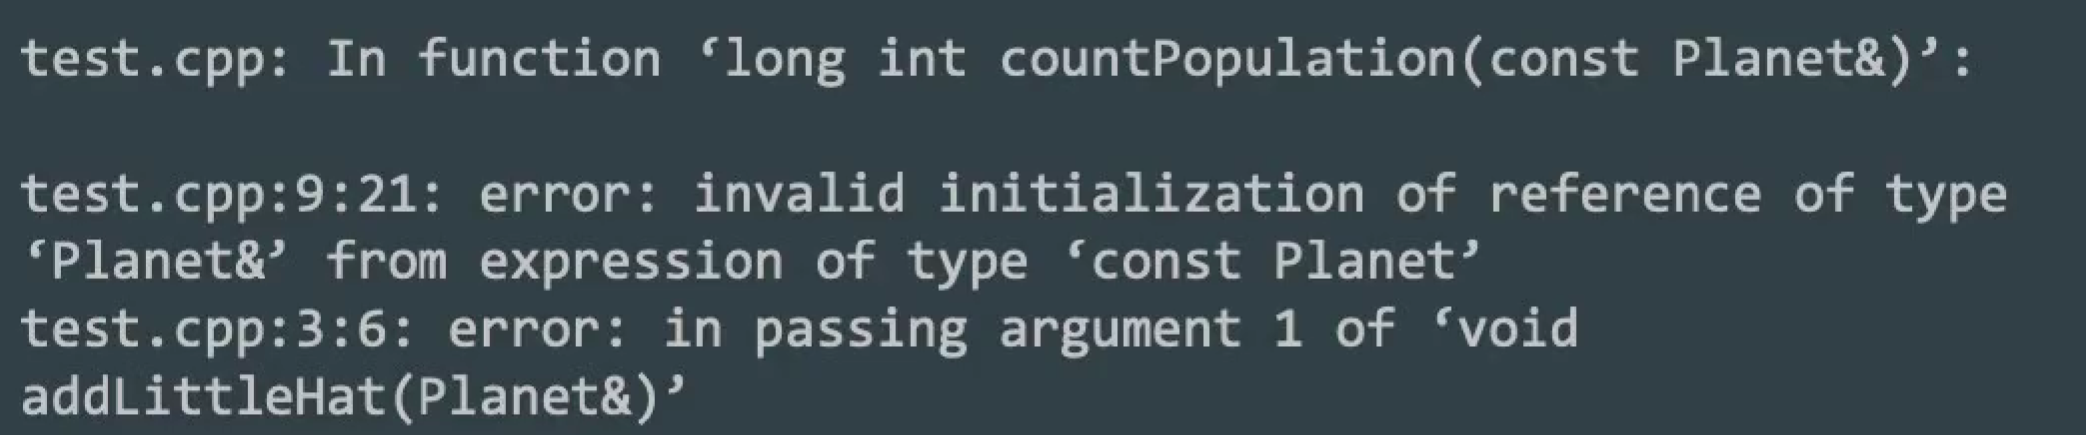 test.cpp: In function ‘long int countPopulation(const Planet&)’:
test.cpp:9:21: error: invalid initialization of reference of type
‘Planet&’ from expression of type ‘const Planet’
test.cpp:3:6: error: in passing argument 1 of ‘void
addLittleHat(Planet&)’